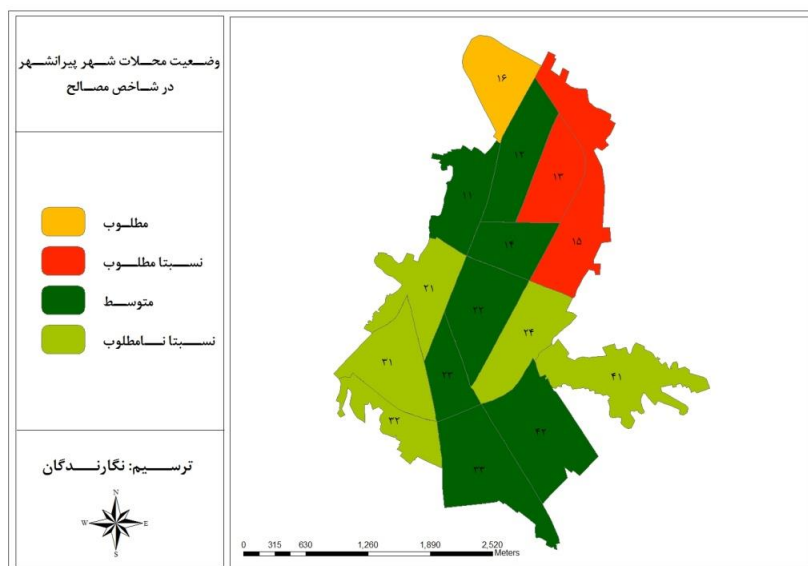 وضعیت محلات شهر پیرانشهر
در شاخص مصالح
مطلوب
نسبتا مطلوب
متوسط
نسبتا نامطلوب
ترسیم: نگارندگان
N
W E
S
۱۶
۱۲
۱۳
۱۱
۱۴
۱۵
۲۱
۲۲
۲۴
۳۱
۲۳
۴۱
۳۲
۴۲
۳۳
0 315 630 1,260 1,890 2,520
Meters